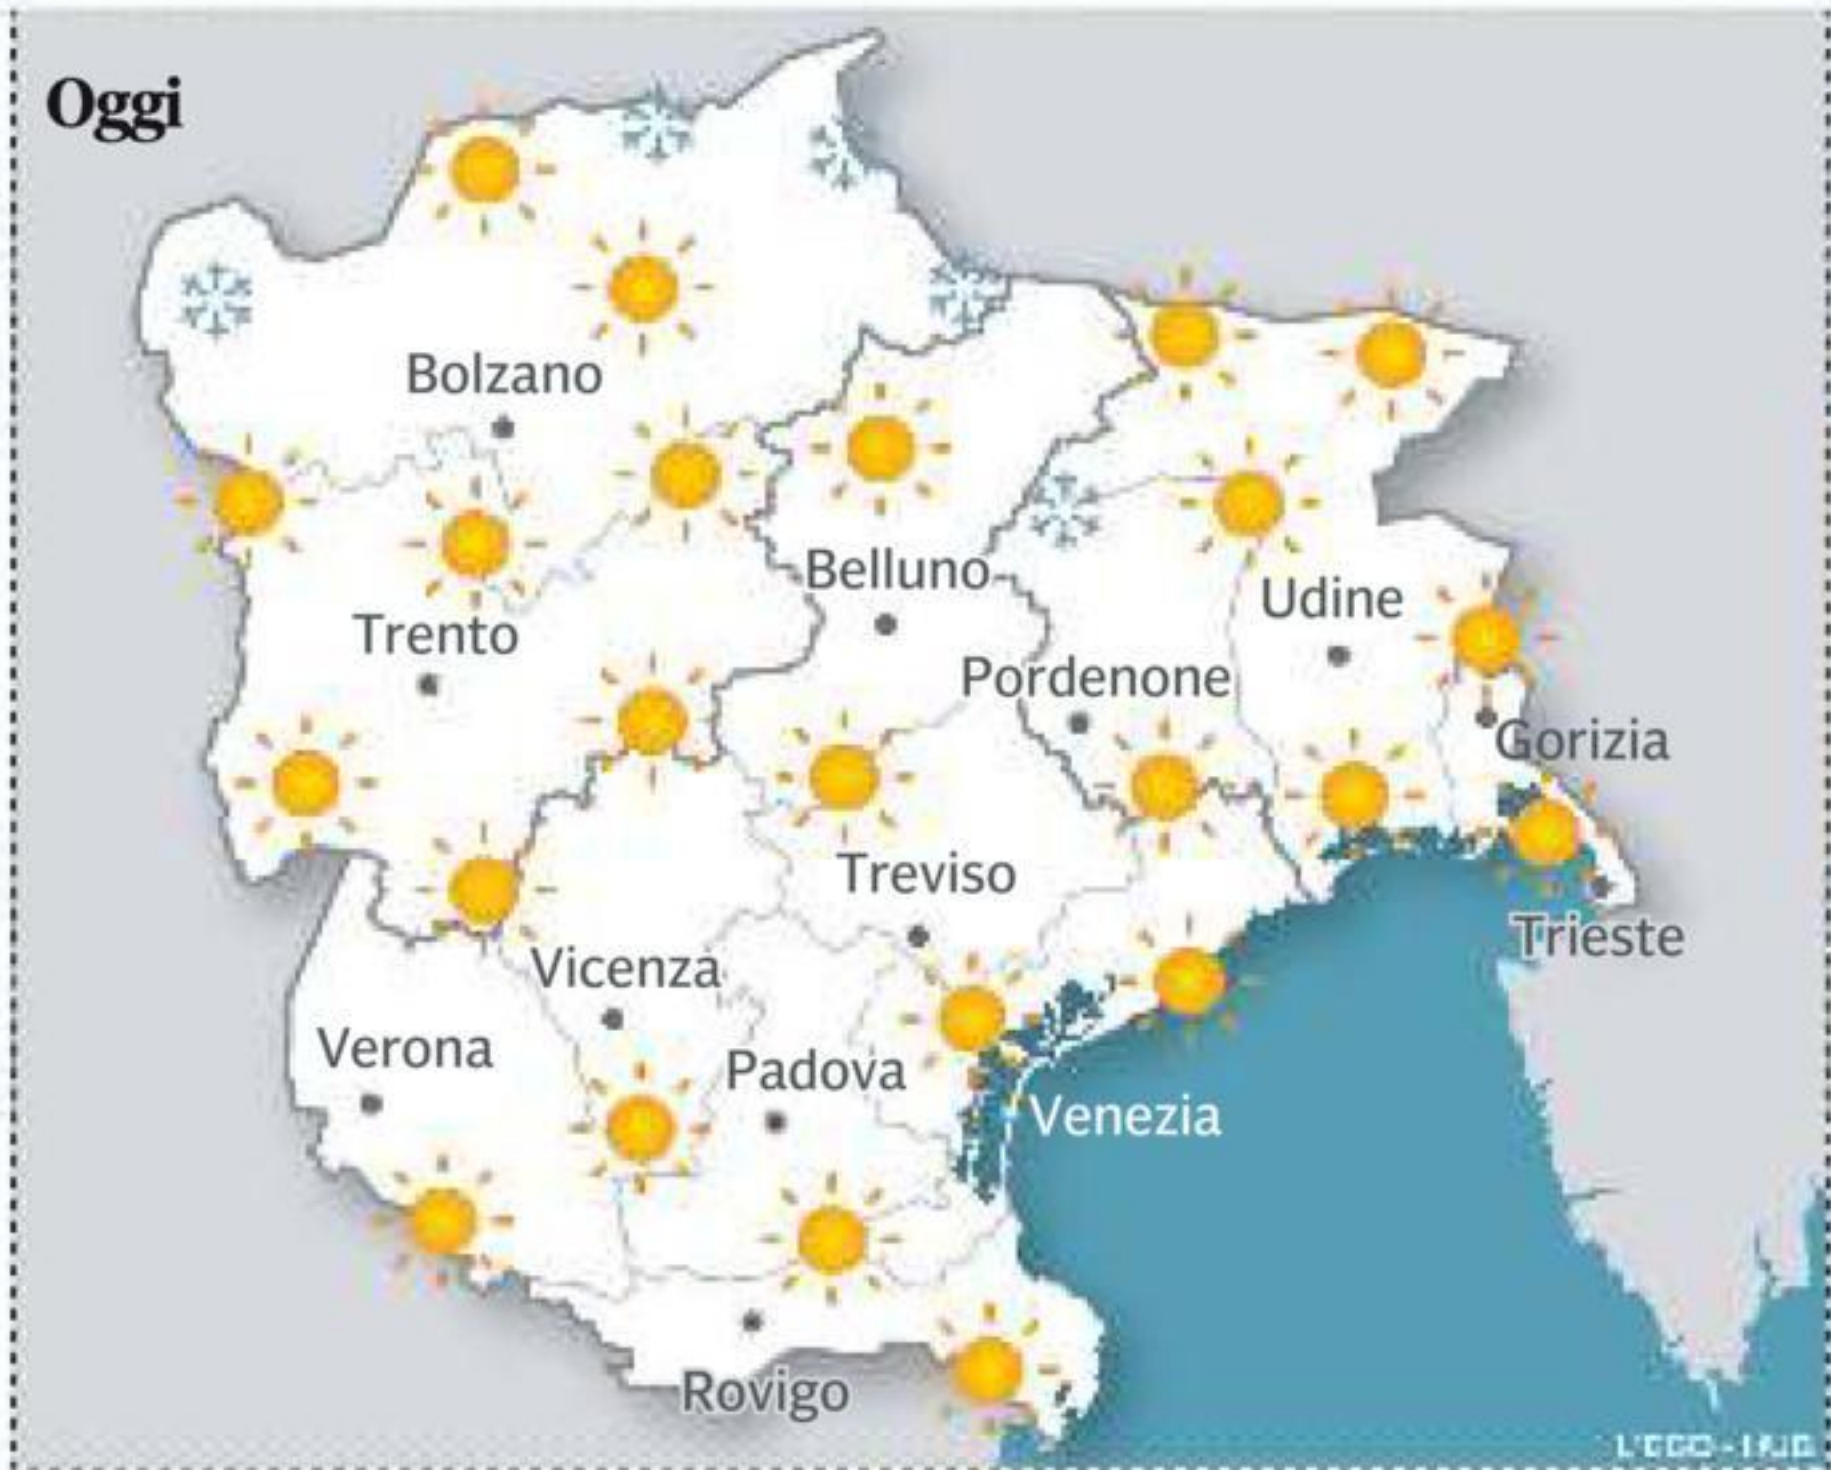 Oggi
Bolzano
Belluno
Udine
Trento
Pordenone
Gorizia
Treviso
Trieste
Vicenza
Verona
Padova
Venezia
Rovigo